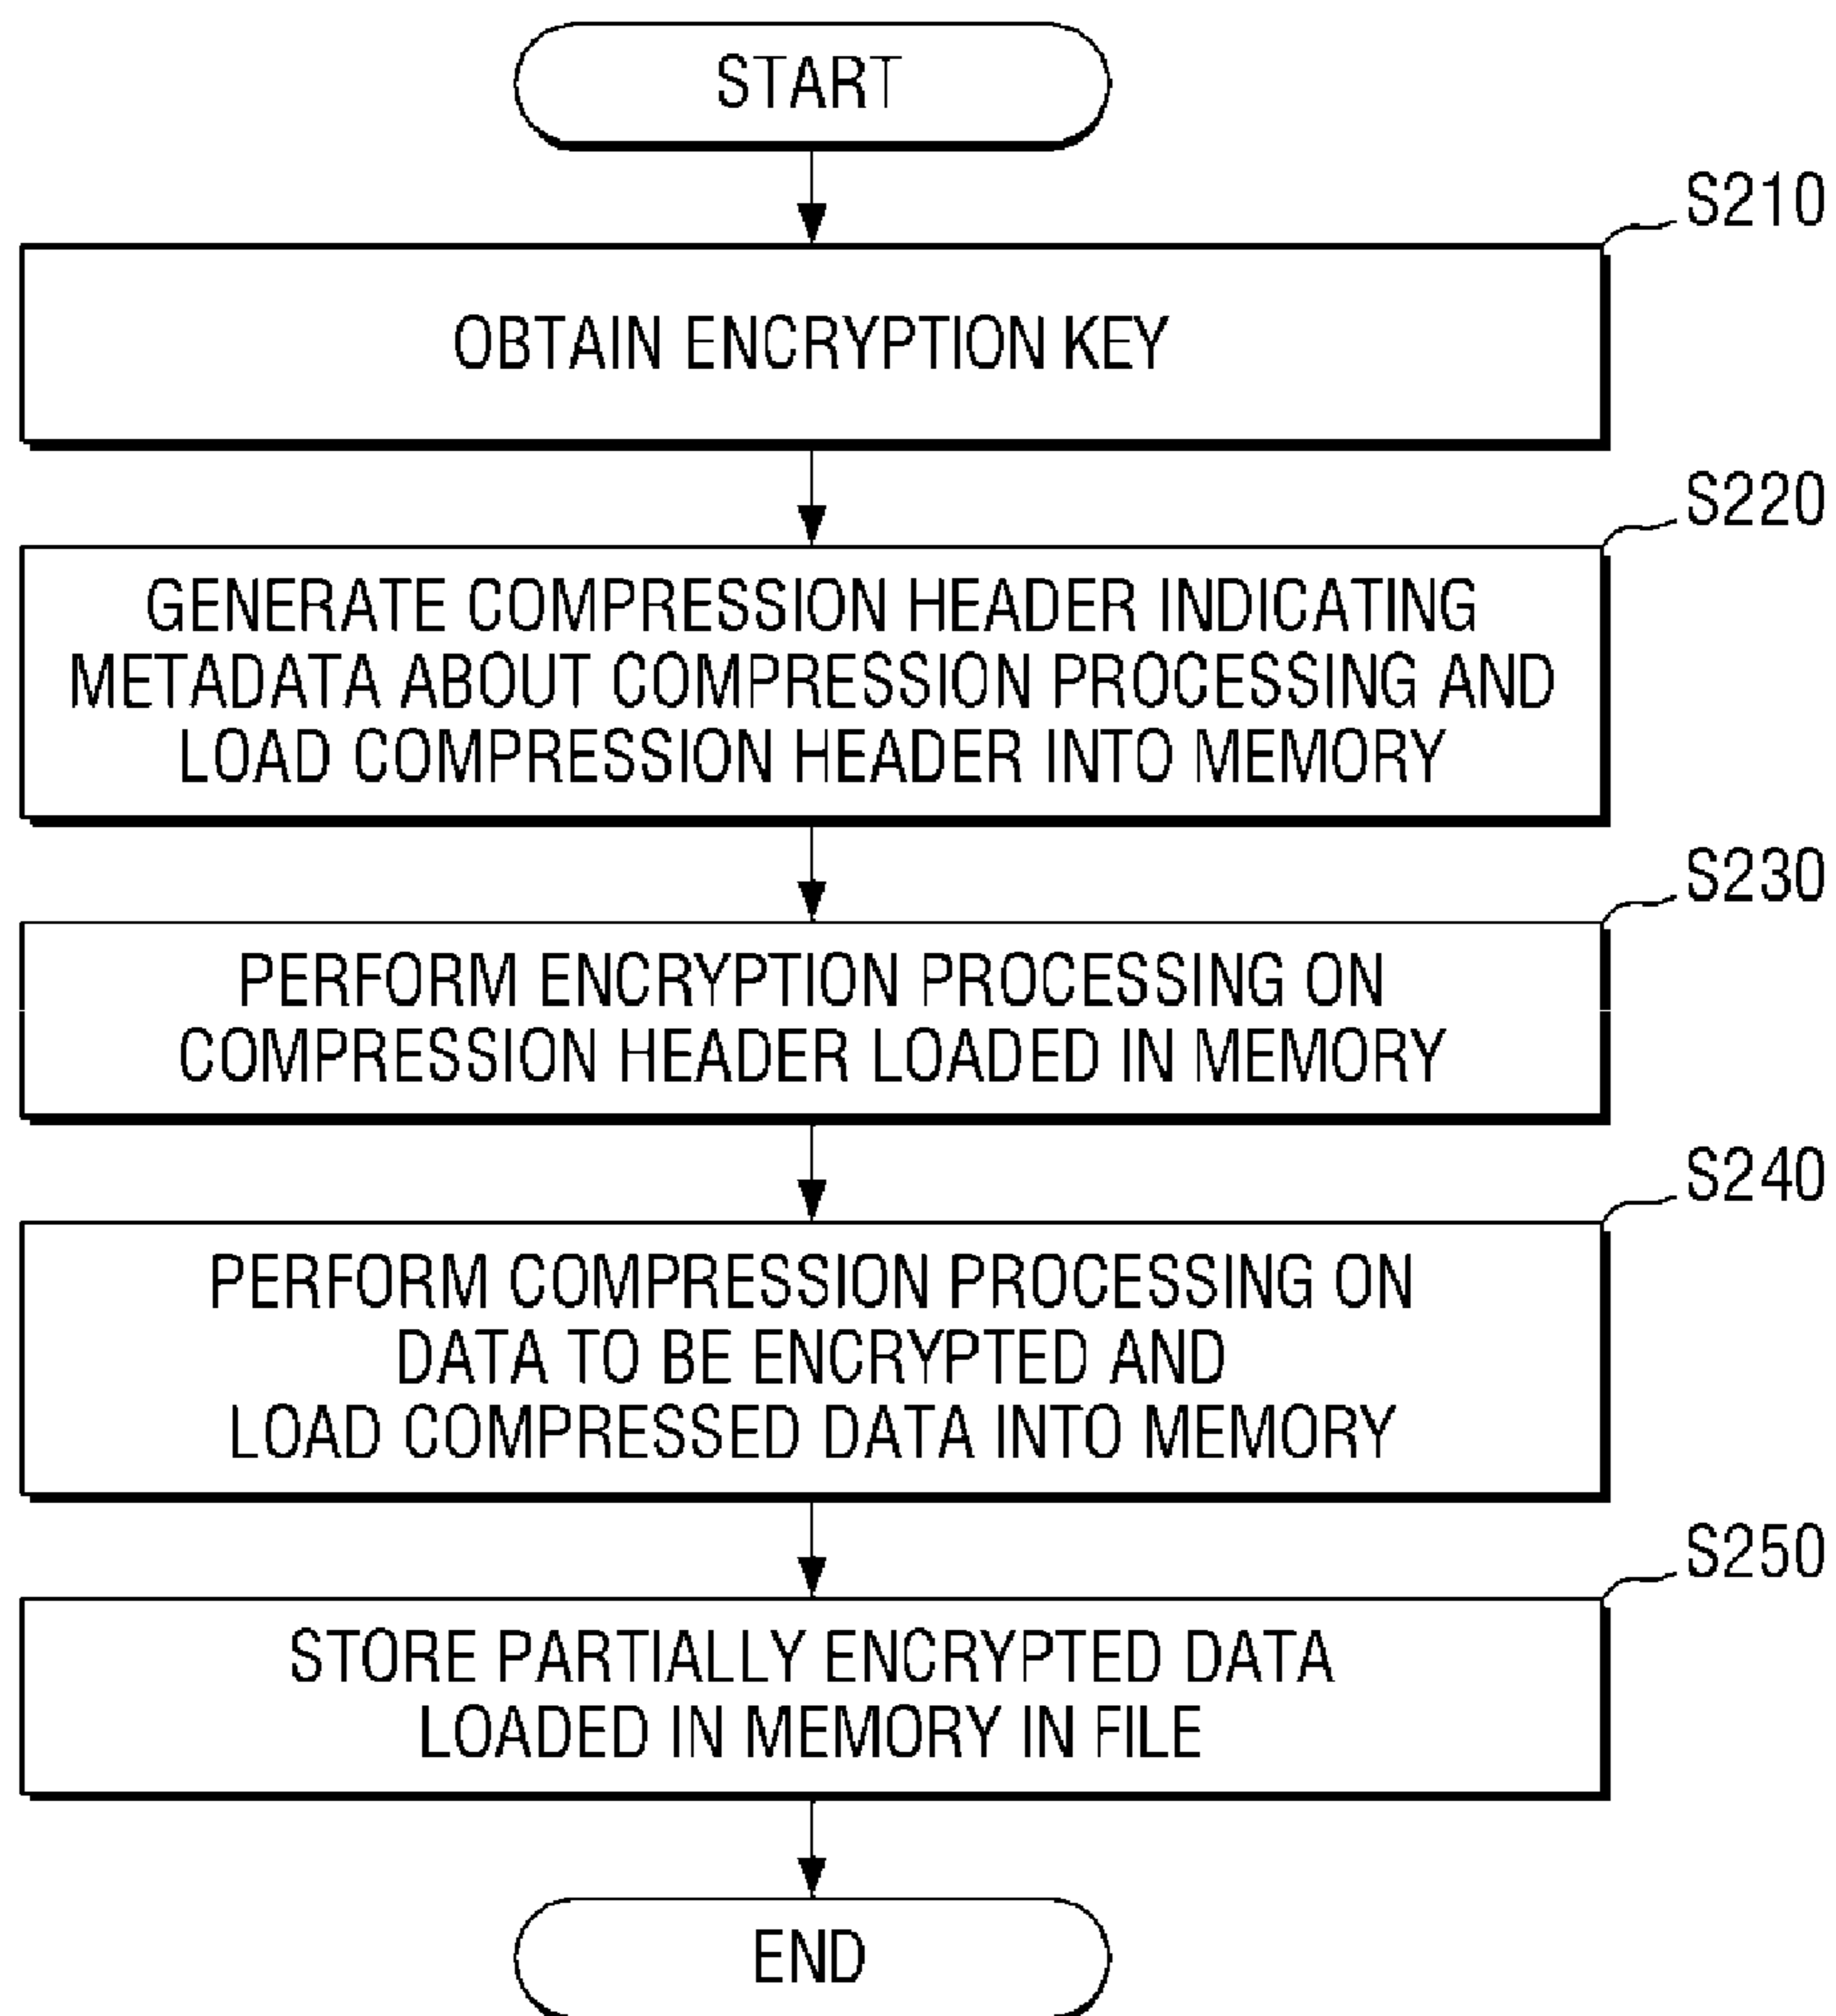 START
S210
OBTAIN ENCRYPTION KEY
S220
GENERATE COMPRESSION HEADER INDICATING
METADATA ABOUT COMPRESSION PROCESSING AND
LOAD COMPRESSION HEADER INTO MEMORY
S230
PERFORM ENCRYPTION PROCESSING ON
COMPRESSION HEADER LOADED IN MEMORY
S240
PERFORM COMPRESSION PROCESSING ON
DATA TO BE ENCRYPTED AND
LOAD COMPRESSED DATA INTO MEMORY
S250
STORE PARTIALLY ENCRYPTED DATA
LOADED IN MEMORY IN FILE
END